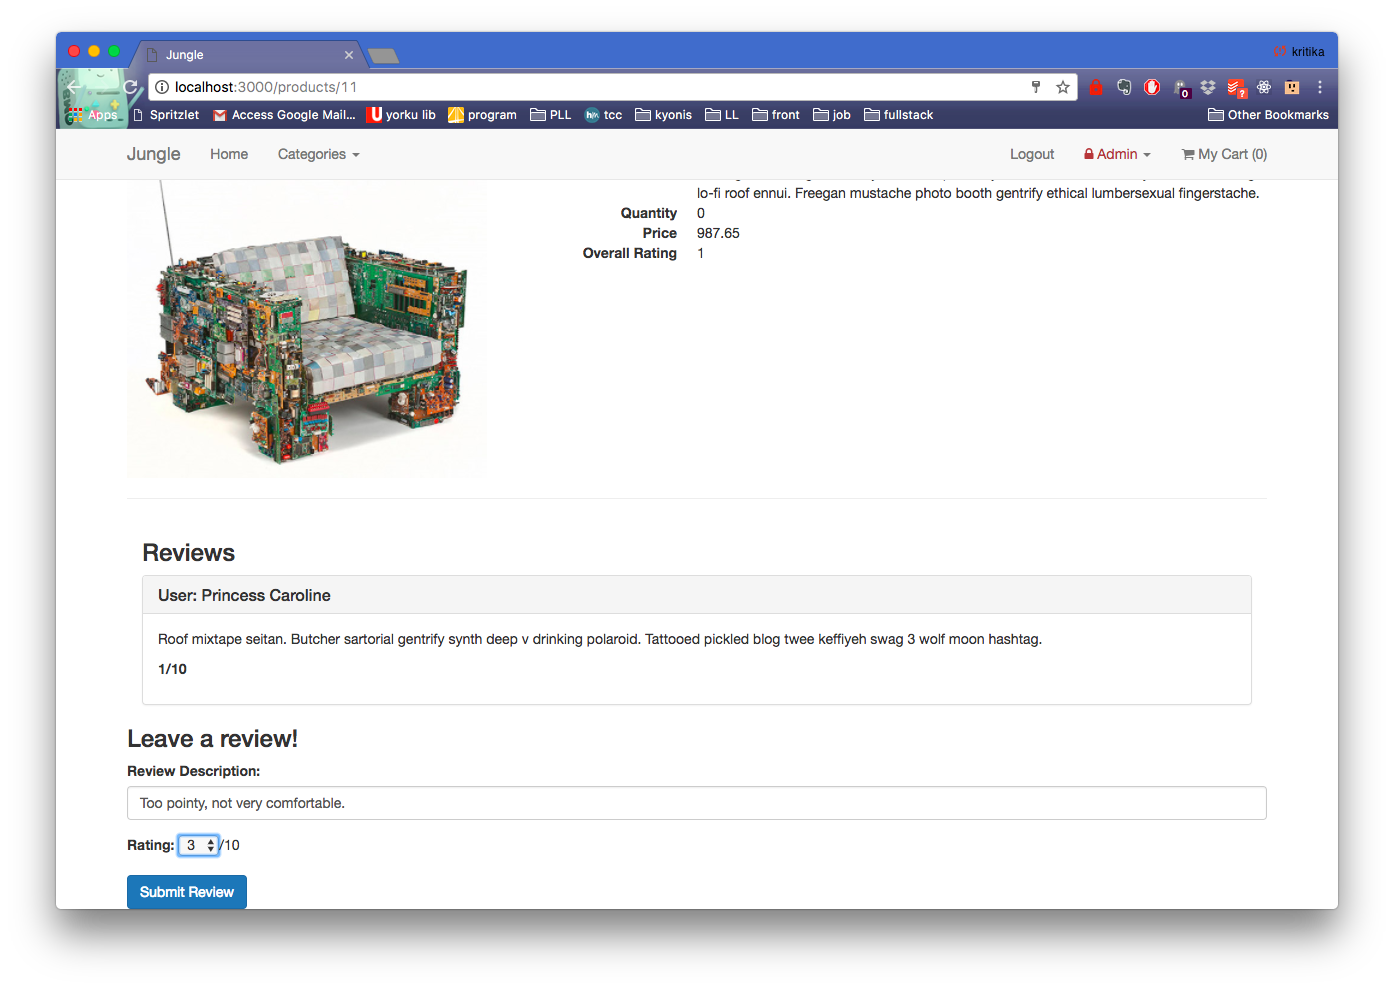 Jungle
kritika
localhost:3000/products/11
Apps Spritzlet Access Google Mail... yorku lib program PLL tcc kyonis LL front job fullstack Other Bookmarks
Jungle Home Categories Logout Admin My Cart (0)
lo-fi roof ennui. Freegan mustache photo booth gentrify ethical lumbersexual fingerstache.
Quantity 0
Price 987.65
Overall Rating 1
Reviews
User: Princess Caroline
Roof mixtape seitan. Butcher sartorial gentrify synth deep v drinking polaroid. Tattooed pickled blog twee keffiyeh swag 3 wolf moon hashtag.
1/10
Leave a review!
Review Description:
Too pointy, not very comfortable.
Rating: 3 /10
Submit Review